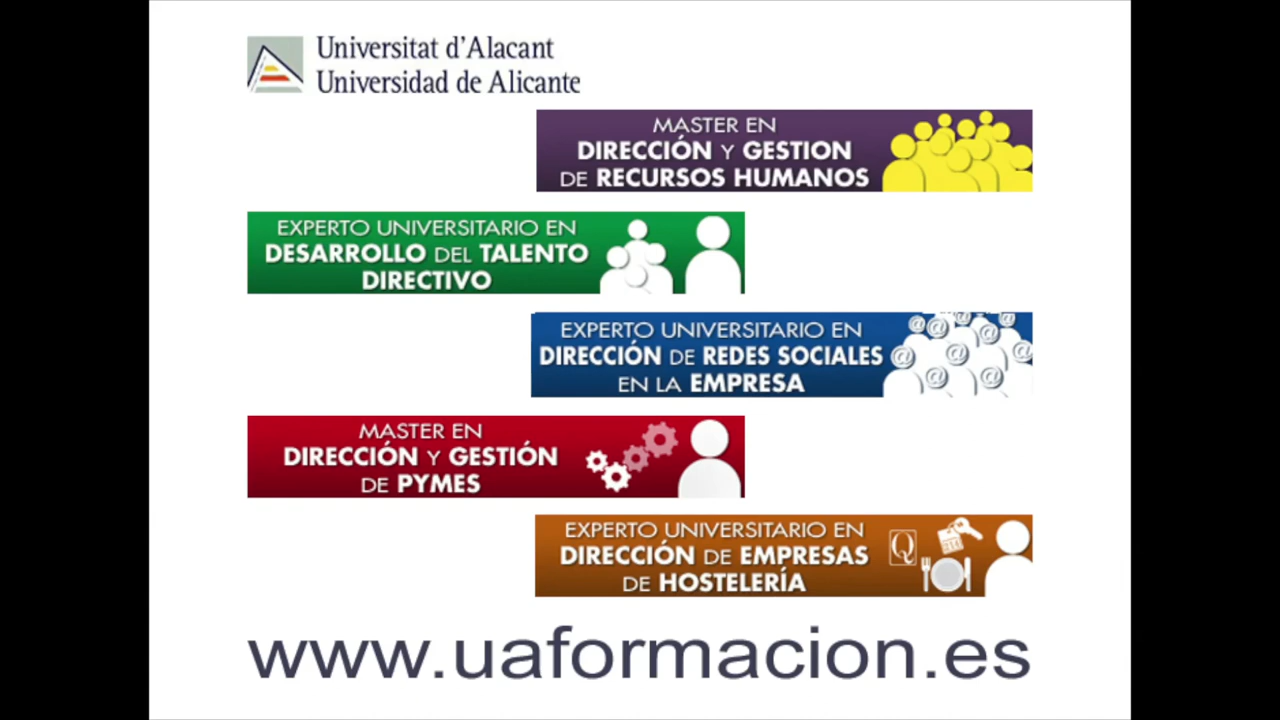 Universitat d'Alacant
Universidad de Alicante
MASTER EN
DIRECCIÓN Y GESTION
DE RECURSOS HUMANOS
EXPERTO UNIVERSITARIO EN
DESARROLLO DEL TALENTO
DIRECTIVO
EXPERTO UNIVERSITARIO EN
DIRECCIÓN DE REDES SOCIALES
EN LA EMPRESA
@ @ @ @ @ @ @ @ @
MASTER EN
DIRECCIÓN Y GESTIÓN
DE PYMES
EXPERTO UNIVERSITARIO EN
DIRECCIÓN DE EMPRESAS
DE HOSTELERÍA
Q
www.uaformacion.es